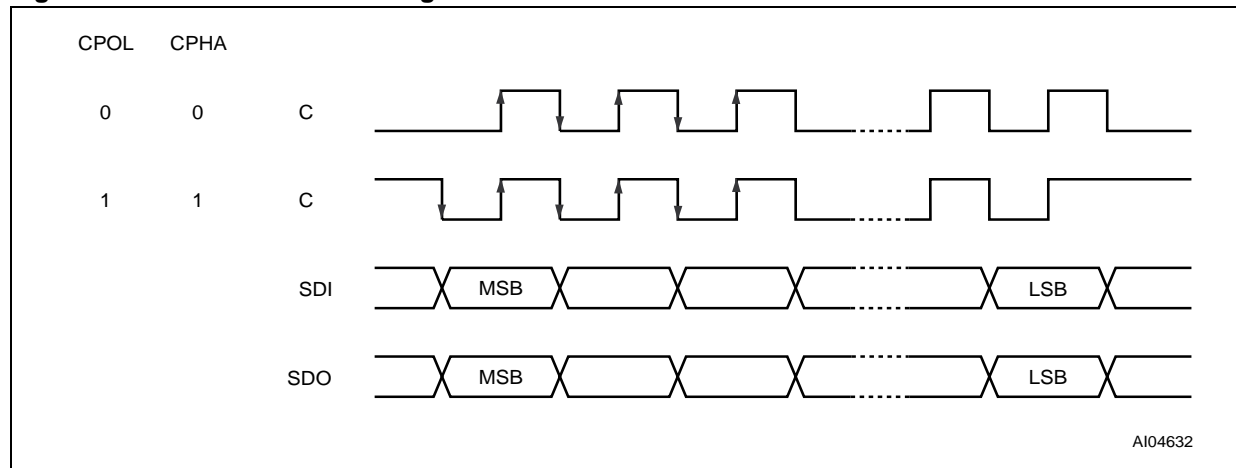 CPOL CPHA
0 0 C
1 1 C
SDI MSB LSB
SDO MSB LSB
AI04632